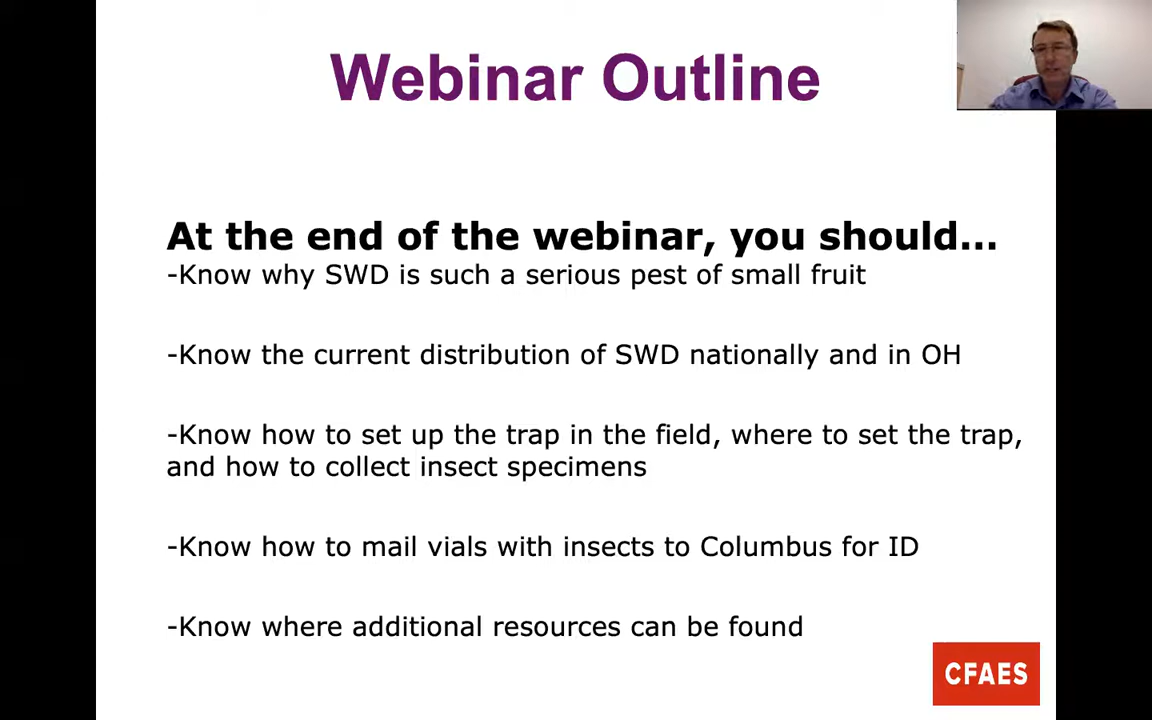 Webinar Outline
At the end of the webinar, you should...
-Know why SWD is such a serious pest of small fruit
-Know the current distribution of SWD nationally and in OH
-Know how to set up the trap in the field, where to set the trap,
and how to collect insect specimens
-Know how to mail vials with insects to Columbus for ID
-Know where additional resources can be found
CFAES